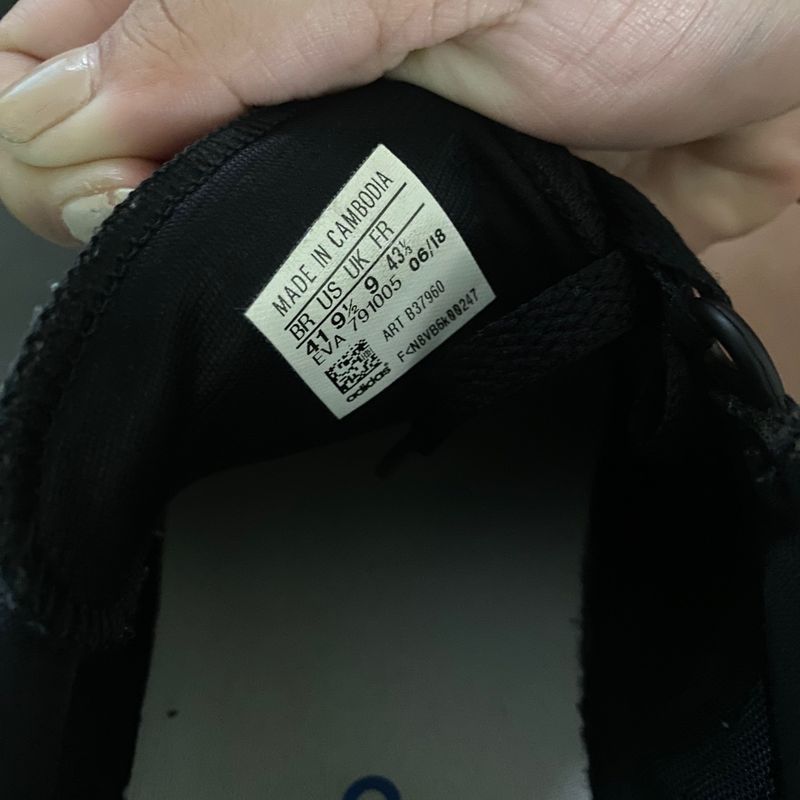 MADE IN CAMBODIA
BR US UK FR
41 9½ 9 43⅓
EVA 791005 06/18
ART B37960
F<N8VB6k00247
adidas